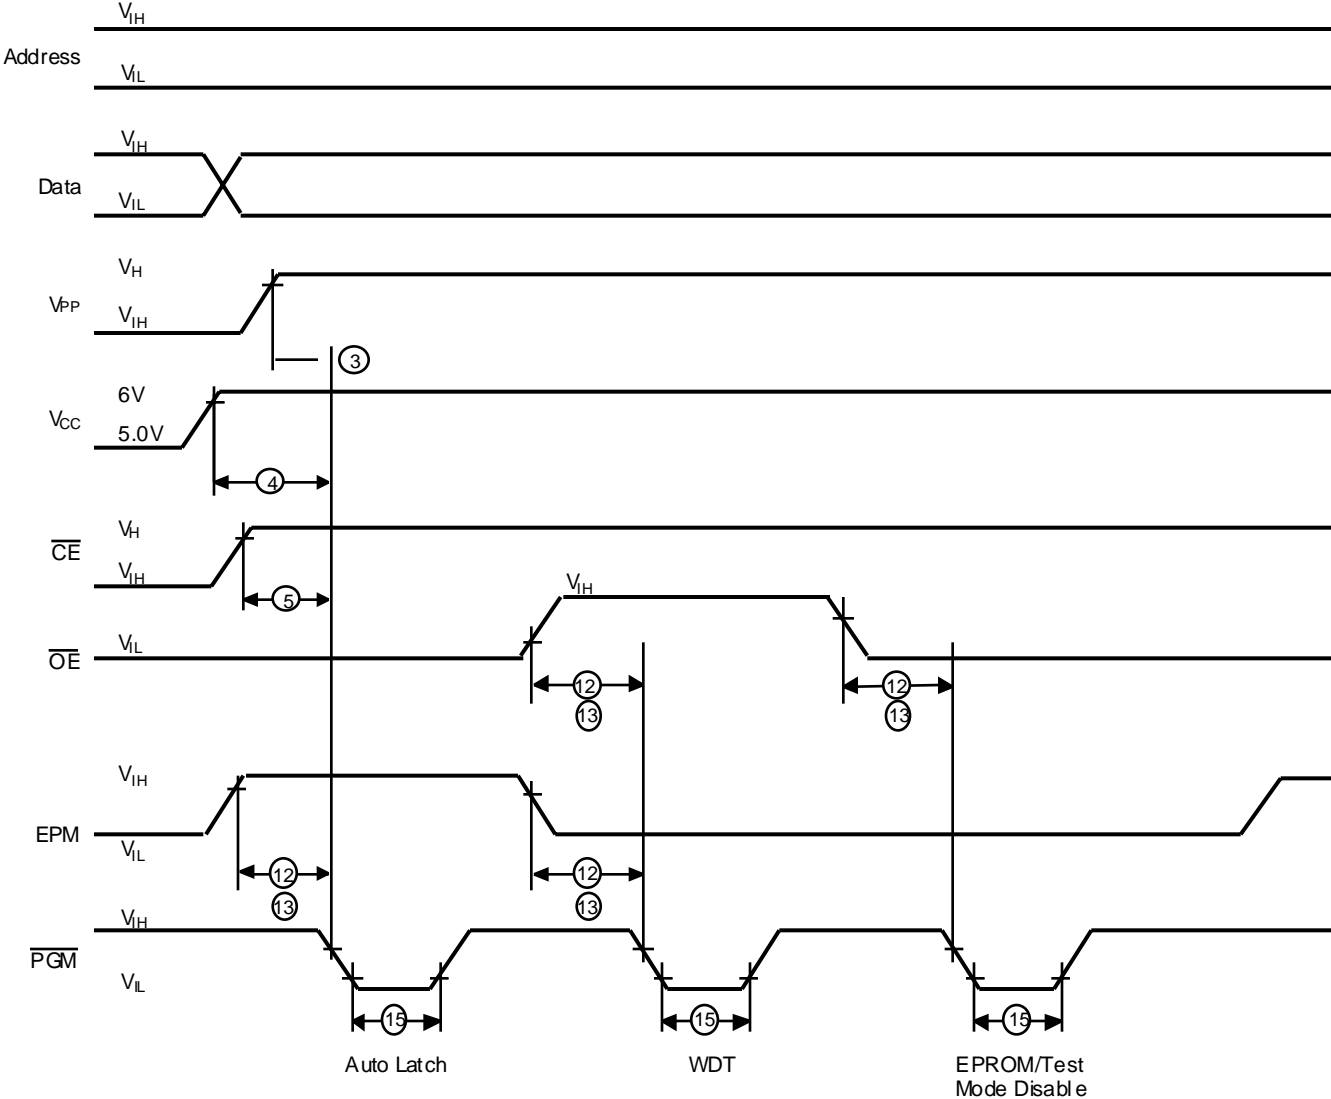 VIH
Address
VIL
VIH
Data
VIL
VH
VPP
VIH
3
6V
VCC
5.0V
4
VH
CE
VIH
5
VIH
VIL
OE
12
12
13
13
VIH
EPM
VIL
12
12
13
13
VIH
PGM
VIL
15
15
15
Auto Latch
WDT
EPROM/Test
Mode Disable